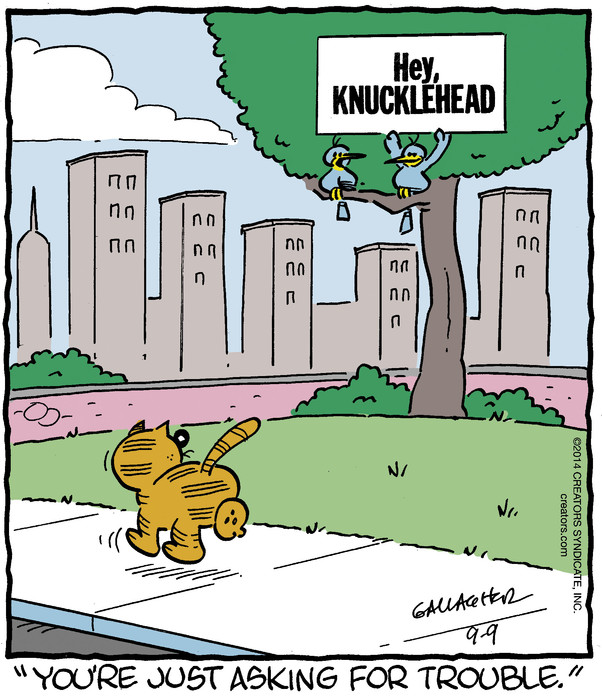 Hey,
KNUCKLEHEAD
©2014 CREATORS SYNDICATE, INC.
creators.com
GALLAGHER
9-9
"YOU'RE JUST ASKING FOR TROUBLE."